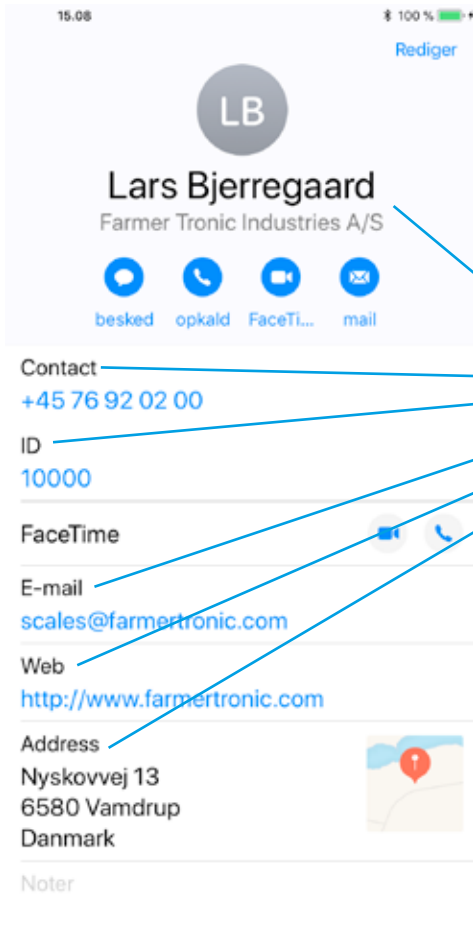 15.08
100 %
Rediger
LB
Lars Bjerregaard
Farmer Tronic Industries A/S
besked opkald FaceTi... mail
Contact
+45 76 92 02 00
ID
10000
FaceTime
E-mail
scales@farmertronic.com
Web
http://www.farmertronic.com
Address
Nyskovvej 13
6580 Vamdrup
Danmark
Noter